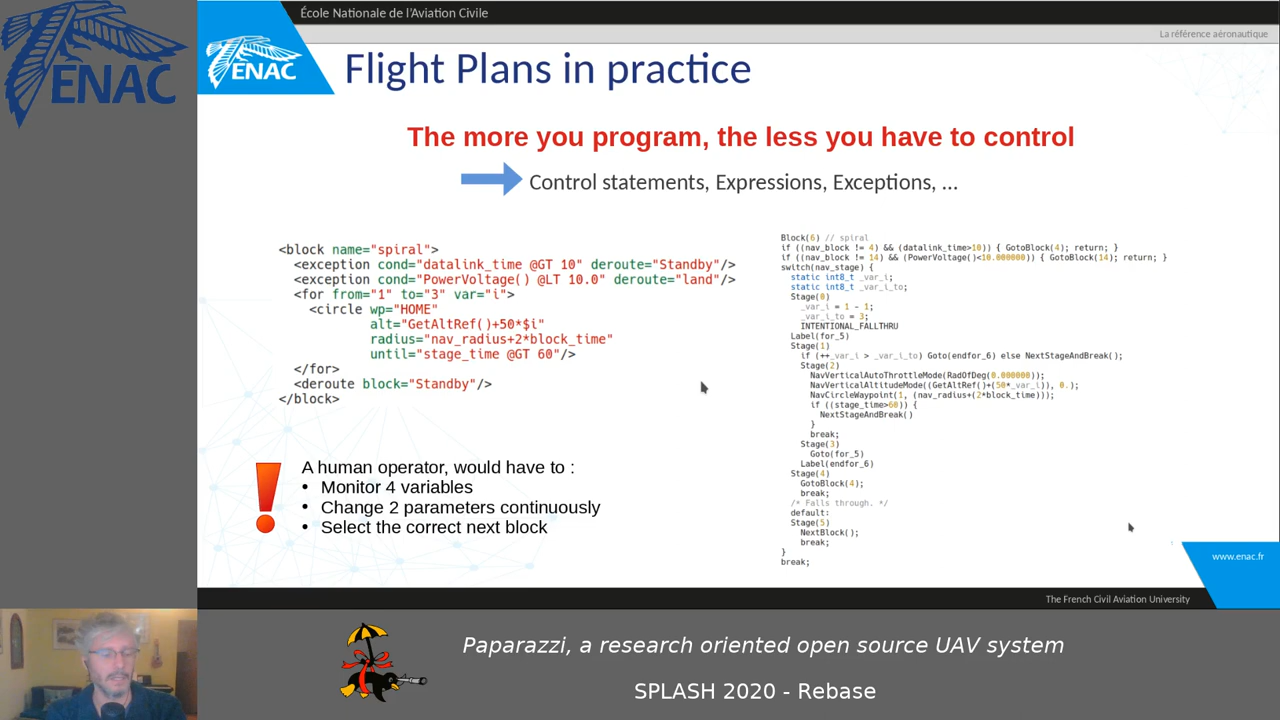 École Nationale de l'Aviation Civile
La référence aéronautique
ENAC
ENAC
Flight Plans in practice
The more you program, the less you have to control
Control statements, Expressions, Exceptions, ...
<block name="spiral">
<exception cond="datalink_time @GT 10" deroute="Standby"/>
<exception cond="PowerVoltage() @LT 10.0" deroute="land"/>
<for from="1" to="3" var="i">
<circle wp="HOME"
alt="GetAltRef()+50*$i"
radius="nav_radius+2*block_time"
until="stage_time @GT 60"/>
</for>
<deroute block="Standby"/>
</block>
A human operator, would have to :
• Monitor 4 variables
• Change 2 parameters continuously
• Select the correct next block
Block(6) // spiral
if ((nav_block != 4) && (datalink_time>10)) { GotoBlock(4); return; }
if ((nav_block != 14) && (PowerVoltage()<10.000000)) { GotoBlock(14); return; }
switch(nav_stage) {
static int8_t _var_i;
static int8_t _var_i_to;
Stage(0)
_var_i = 1 - 1;
_var_i_to = 3;
INTENTIONAL_FALLTHRU
Label(for_5)
Stage(1)
if (++_var_i > _var_i_to) Goto(endfor_6) else NextStageAndBreak();
Stage(2)
NavVerticalAutoThrottleMode(RadOfDeg(0.000000));
NavVerticalAltitudeMode((GetAltRef()+(50*_var_i)), 0.);
NavCircleWaypoint(1, (nav_radius+(2*block_time)));
if ((stage_time>60)) {
NextStageAndBreak()
}
break;
Stage(3)
Goto(for_5)
Label(endfor_6)
Stage(4)
GotoBlock(4);
break;
/* Falls through. */
default:
Stage(5)
NextBlock();
break;
}
break;
www.enac.fr
The French Civil Aviation University
Paparazzi, a research oriented open source UAV system
SPLASH 2020 - Rebase